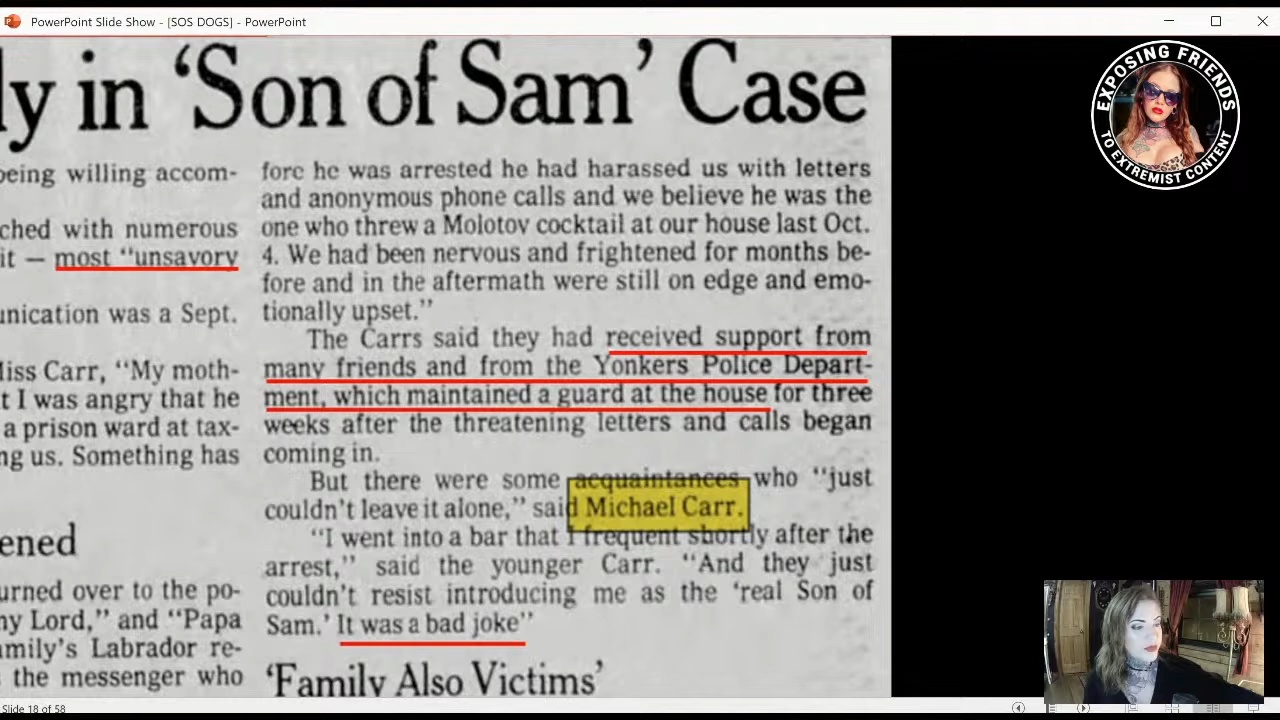 PowerPoint Slide Show - [SOS DOGS] - PowerPoint
ly in ‘Son of Sam’ Case
being willing accom-
ched with numerous
it — most “unsavory
unication was a Sept.
Miss Carr, “My moth-
t I was angry that he
a prison ward at tax-
ng us. Something has
ened
urned over to the po-
ny Lord,” and “Papa
amily’s Labrador re-
the messenger who
fore he was arrested he had harassed us with letters
and anonymous phone calls and we believe he was the
one who threw a Molotov cocktail at our house last Oct.
4. We had been nervous and frightened for months be-
fore and in the aftermath were still on edge and emo-
tionally upset.”
The Carrs said they had received support from
many friends and from the Yonkers Police Depart-
ment, which maintained a guard at the house for three
weeks after the threatening letters and calls began
coming in.
But there were some acquaintances who “just
couldn’t leave it alone,” said Michael Carr.
“I went into a bar that I frequent shortly after the
arrest,” said the younger Carr. “And they just
couldn’t resist introducing me as the ‘real Son of
Sam.’ It was a bad joke”
‘Family Also Victims’
EXPOSING FRIENDS
TO EXTREMIST CONTENT
Slide 18 of 58